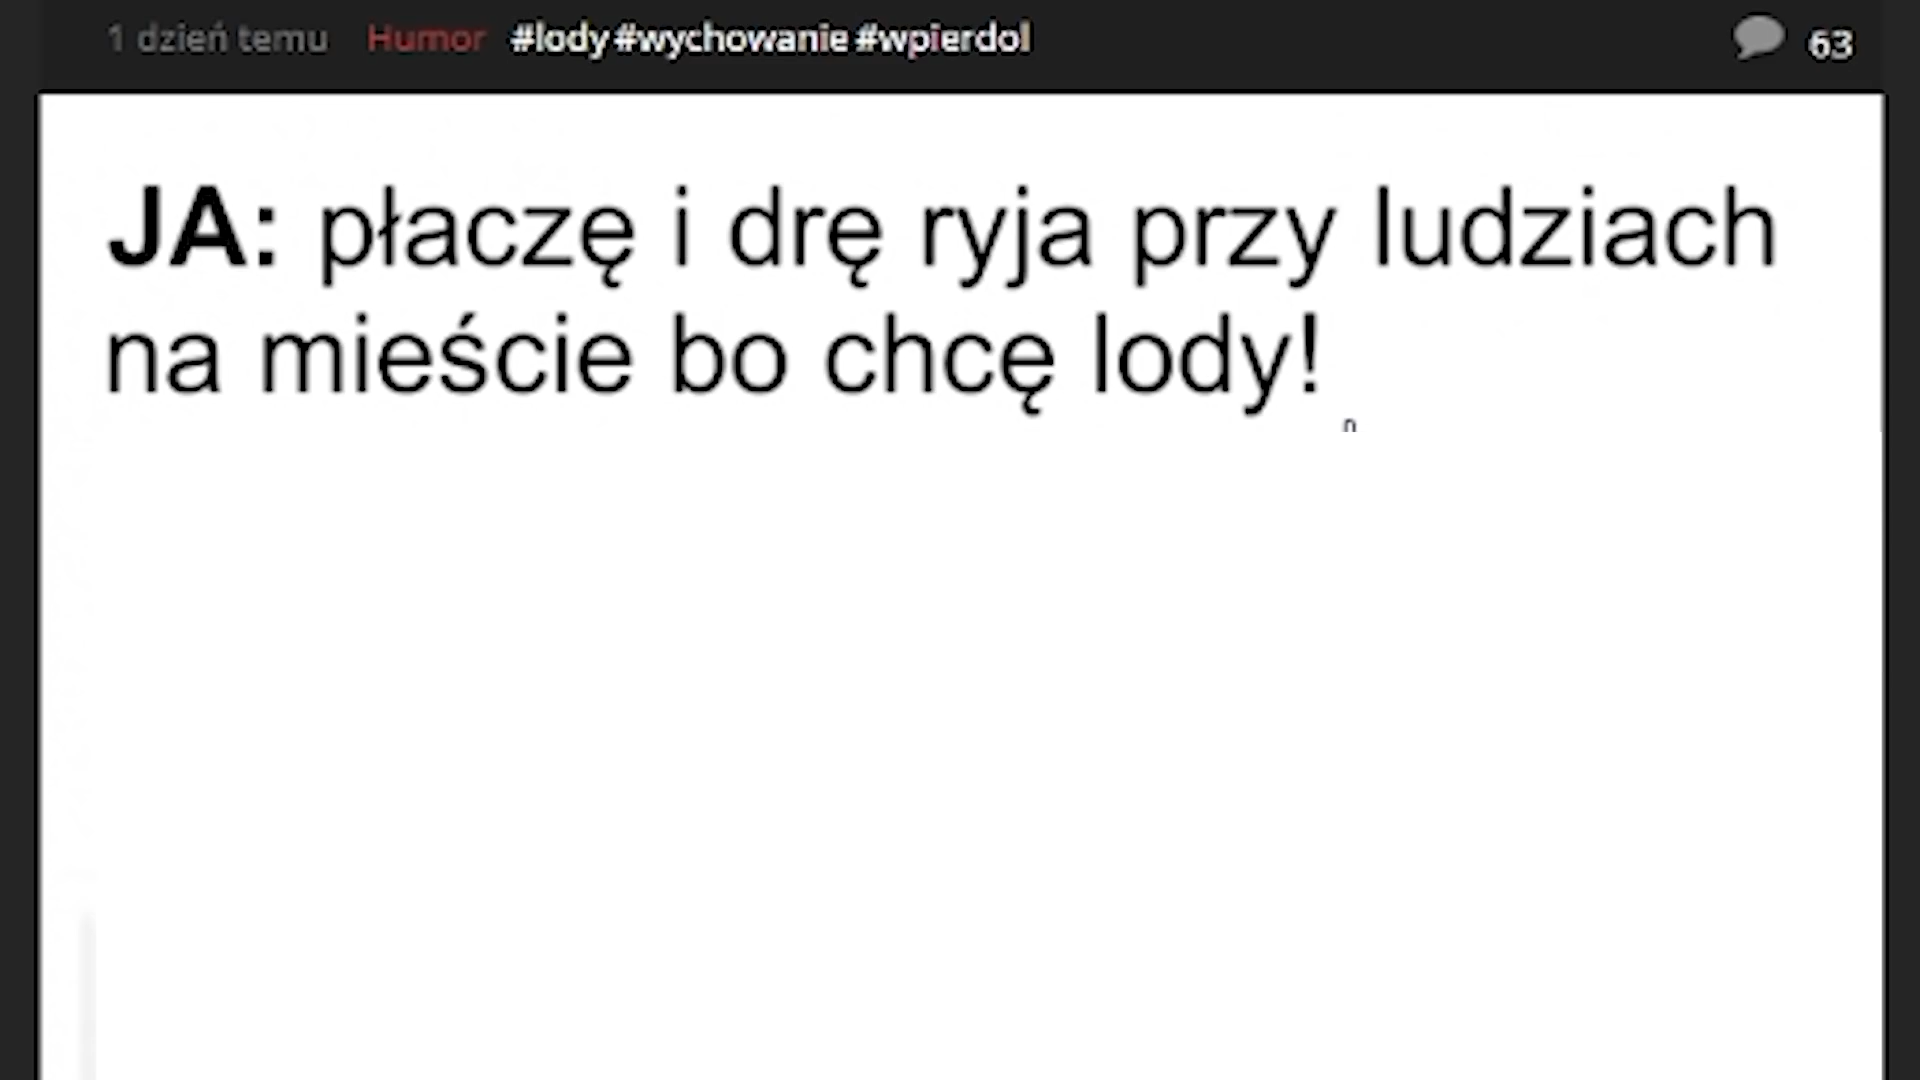 1 dzień temu Humor #lody #wychowanie #wpierdol 63
JA: płaczę i drę ryja przy ludziach
na mieście bo chcę lody!